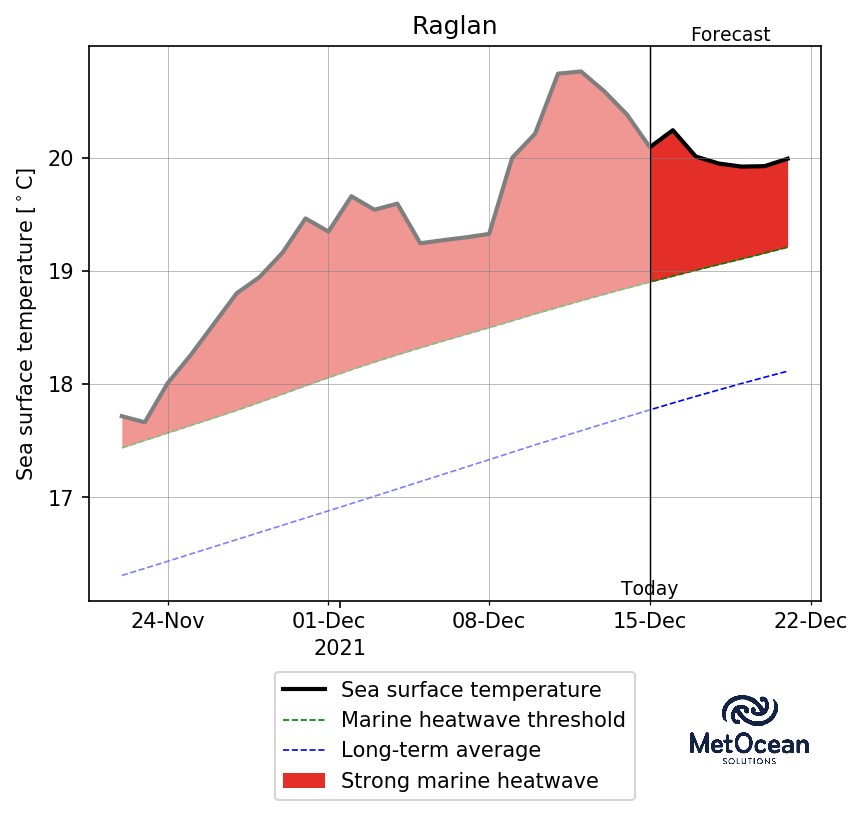 Raglan
Forecast
Sea surface temperature [°C]
20
19
18
17
Today
24-Nov 01-Dec 08-Dec 15-Dec 22-Dec
2021
Sea surface temperature
Marine heatwave threshold
Long-term average
Strong marine heatwave
MetOcean
SOLUTIONS